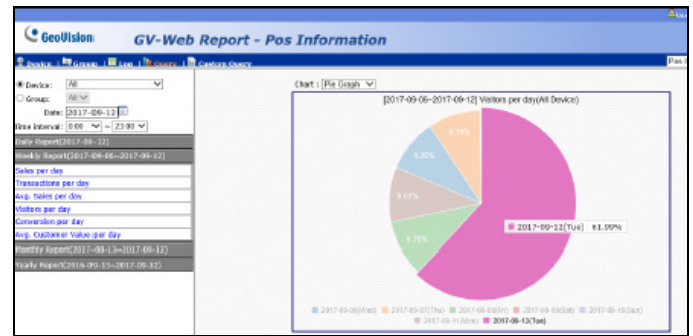 GeoVision
GV-Web Report - Pos Information
Device | Group | Log | Query | Custom Query
Device: All
Group: All
Date: 2017-09-12
Time Interval: 0:00 ~ 23:00
Daily Report(2017-09-12)
Weekly Report(2017-09-06~2017-09-12)
Sales per day
Transactions per day
Avg. Sales per day
Visitors per day
Conversion per day
Avg. Customer Value per day
Monthly Report(2017-08-13~2017-09-12)
Yearly Report(2016-09-13~2017-09-12)
Chart : Pie Graph
[2017-09-06~2017-09-12] Visitors per day(All Device)
9.20%
2017-09-12(Tue) 61.99%
2017-09-06(Wed) 2017-09-07(Thu) 2017-09-08(Fri) 2017-09-09(Sat) 2017-09-10(Sun)
2017-09-11(Mon) 2017-09-12(Tue)